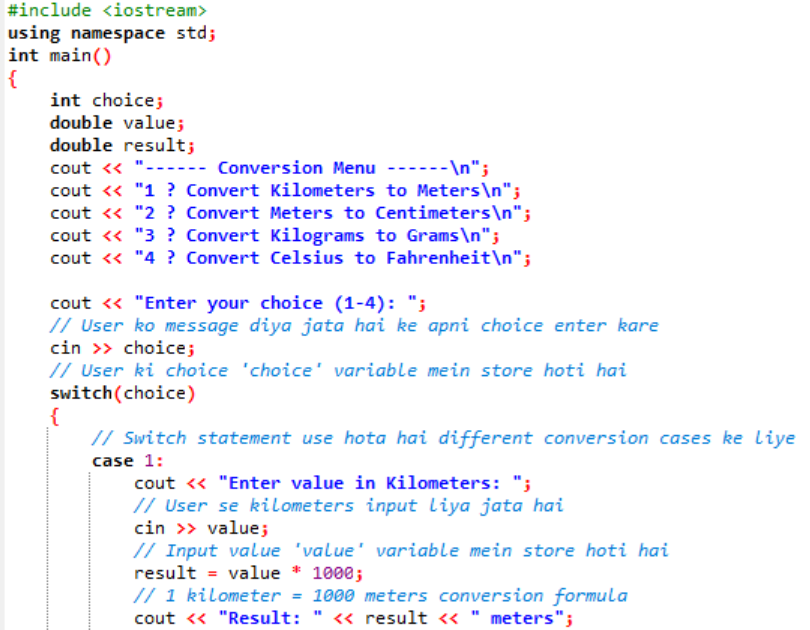 #include <iostream>
using namespace std;
int main()
{
    int choice;
    double value;
    double result;
    cout << "------ Conversion Menu ------\n";
    cout << "1 ? Convert Kilometers to Meters\n";
    cout << "2 ? Convert Meters to Centimeters\n";
    cout << "3 ? Convert Kilograms to Grams\n";
    cout << "4 ? Convert Celsius to Fahrenheit\n";

    cout << "Enter your choice (1-4): ";
    // User ko message diya jata hai ke apni choice enter kare
    cin >> choice;
    // User ki choice 'choice' variable mein store hoti hai
    switch(choice)
    {
        // Switch statement use hota hai different conversion cases ke liye
        case 1:
            cout << "Enter value in Kilometers: ";
            // User se kilometers input liya jata hai
            cin >> value;
            // Input value 'value' variable mein store hoti hai
            result = value * 1000;
            // 1 kilometer = 1000 meters conversion formula
            cout << "Result: " << result << " meters";